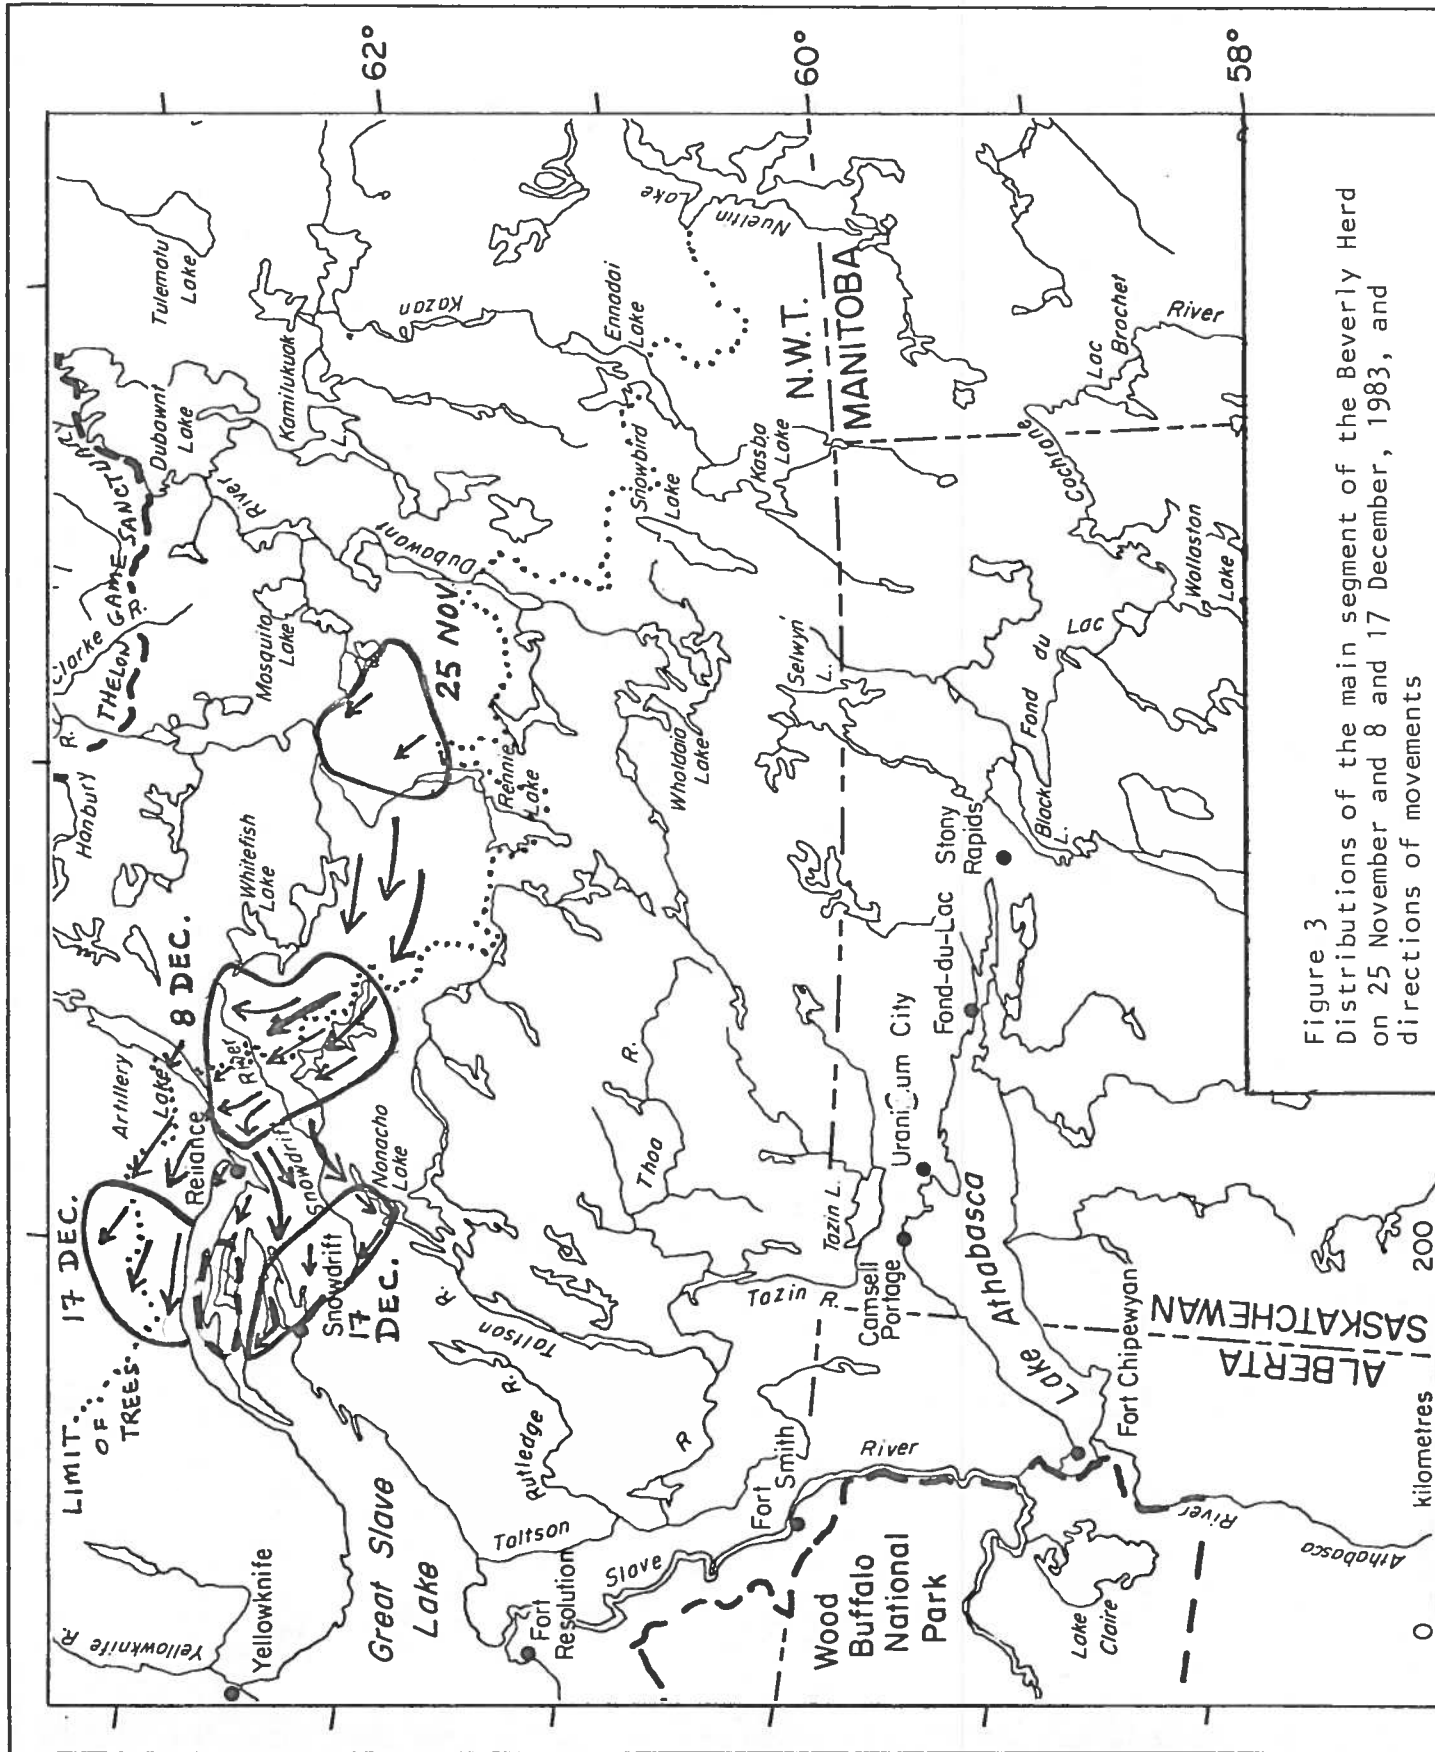 62°
60°
58°
Tulemalu
Lake
Dubawnt
Lake
Kamilukuak
L.
Kazan
Ennadai
Lake
Nueltin
Lake
N.W.T.
MANITOBA
Snowbird
Lake
Kasba
Lake
Cochrane
Lac
Brochet
River
Wollaston
Lake
THELON GAME SANCTUARY
Clarke
R.
River
Dubawnt
Mosquito
Lake
25 NOV.
Selwyn
L.
Fond
du
Lac
Hanbury
R.
Rennie
Lake
Wholdaia
Lake
Black
L.
Stony
Rapids
Whitefish
Lake
8 DEC.
Fond-du-Lac
Artillery
Lake
Reliance
River
Snowdrift
Nonacho
Lake
Thoa
R.
Uranium City
Tazin L.
17 DEC.
Snowdrift
17
DEC.
Taltson
R.
Tazin R.
Camsell
Portage
Lake
Athabasca
LIMIT
OF
TREES
Rutledge
R.
R
Fort Chipewyan
SASKATCHEWAN
ALBERTA
Yellowknife R.
Yellowknife
Great Slave
Lake
Fort
Resolution
Taltson
Slave
River
Fort
Smith
Wood
Buffalo
National
Park
Lake
Claire
Athabasca
River
0 kilometres 200
Figure 3
Distributions of the main segment of the Beverly Herd
on 25 November and 8 and 17 December, 1983, and
directions of movements